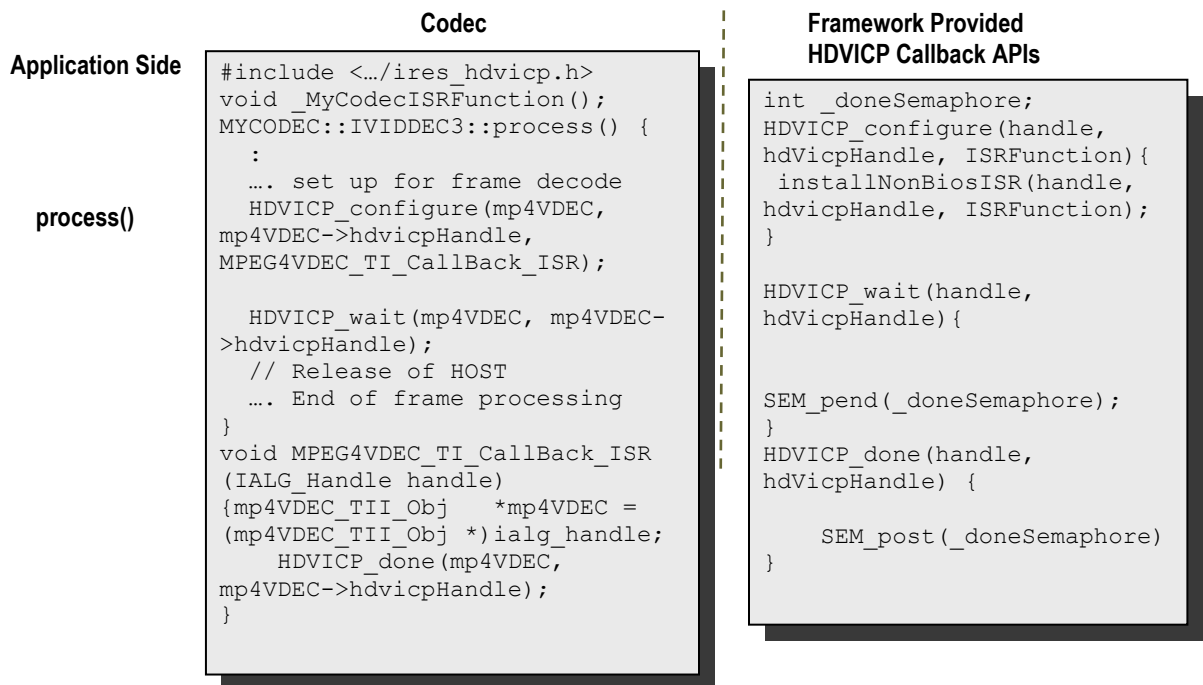 Codec
Framework Provided
HDVICP Callback APIs
Application Side
process()
#include <…/ires_hdvicp.h>
void _MyCodecISRFunction();
MYCODEC::IVIDDEC3::process() {
:
…. set up for frame decode
HDVICP_configure(mp4VDEC,
mp4VDEC->hdvicpHandle,
MPEG4VDEC_TI_CallBack_ISR);
HDVICP_wait(mp4VDEC, mp4VDEC-
>hdvicpHandle);
// Release of HOST
…. End of frame processing
}
void MPEG4VDEC_TI_CallBack_ISR
(IALG_Handle handle)
{mp4VDEC_TII_Obj *mp4VDEC =
(mp4VDEC_TII_Obj *)ialg_handle;
HDVICP_done(mp4VDEC,
mp4VDEC->hdvicpHandle);
}
int _doneSemaphore;
HDVICP_configure(handle,
hdVicpHandle, ISRFunction){
installNonBiosISR(handle,
hdvicpHandle, ISRFunction);
}
HDVICP_wait(handle,
hdVicpHandle){
SEM_pend(_doneSemaphore);
}
HDVICP_done(handle,
hdVicpHandle) {
SEM_post(_doneSemaphore)
}